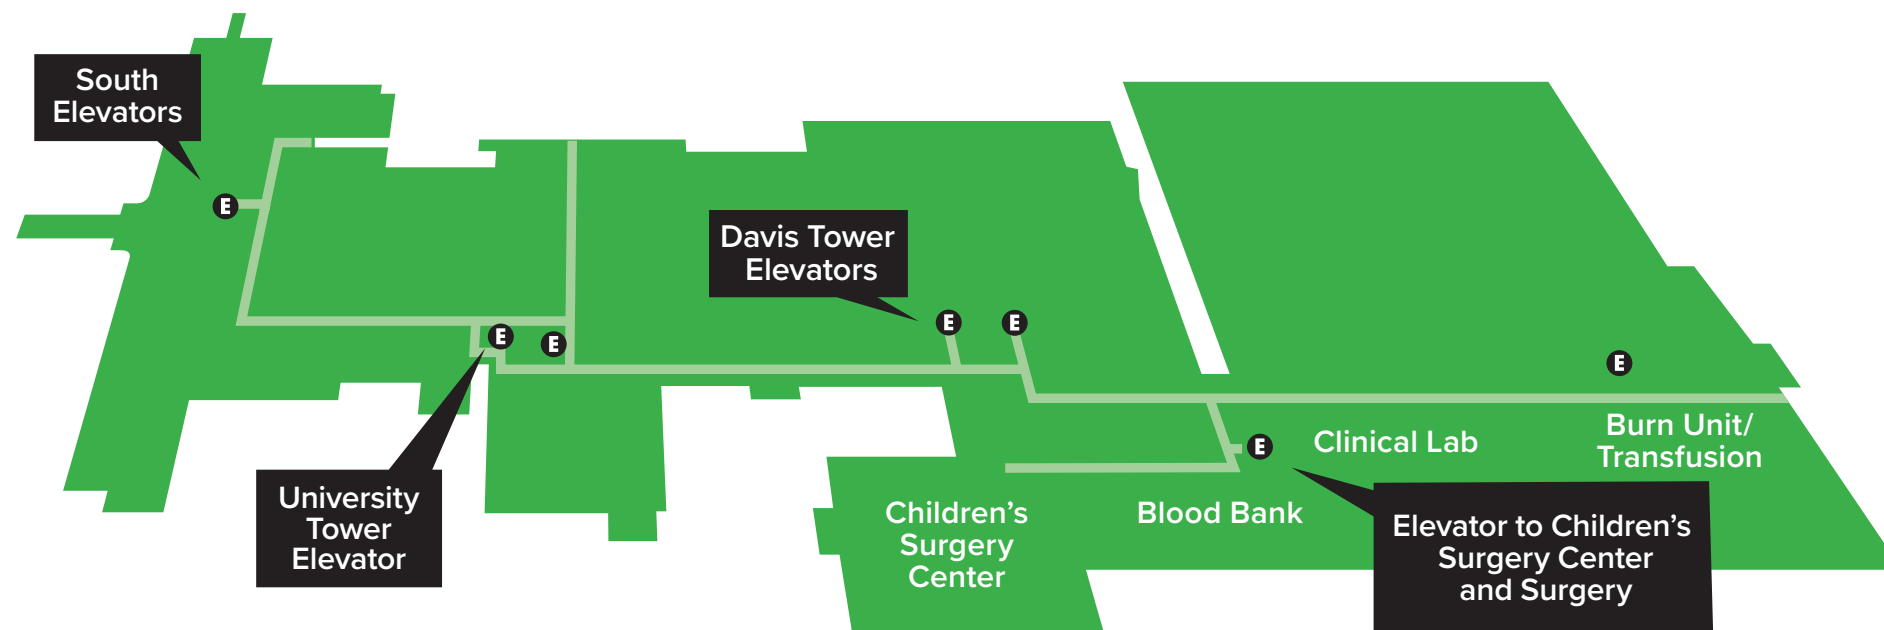 South
Elevators
E
Davis Tower
Elevators
E
E
E
E
E
University
Tower
Elevator
Burn Unit/
Transfusion
Clinical Lab
E
Children’s
Surgery
Center
Blood Bank
Elevator to Children’s
Surgery Center
and Surgery